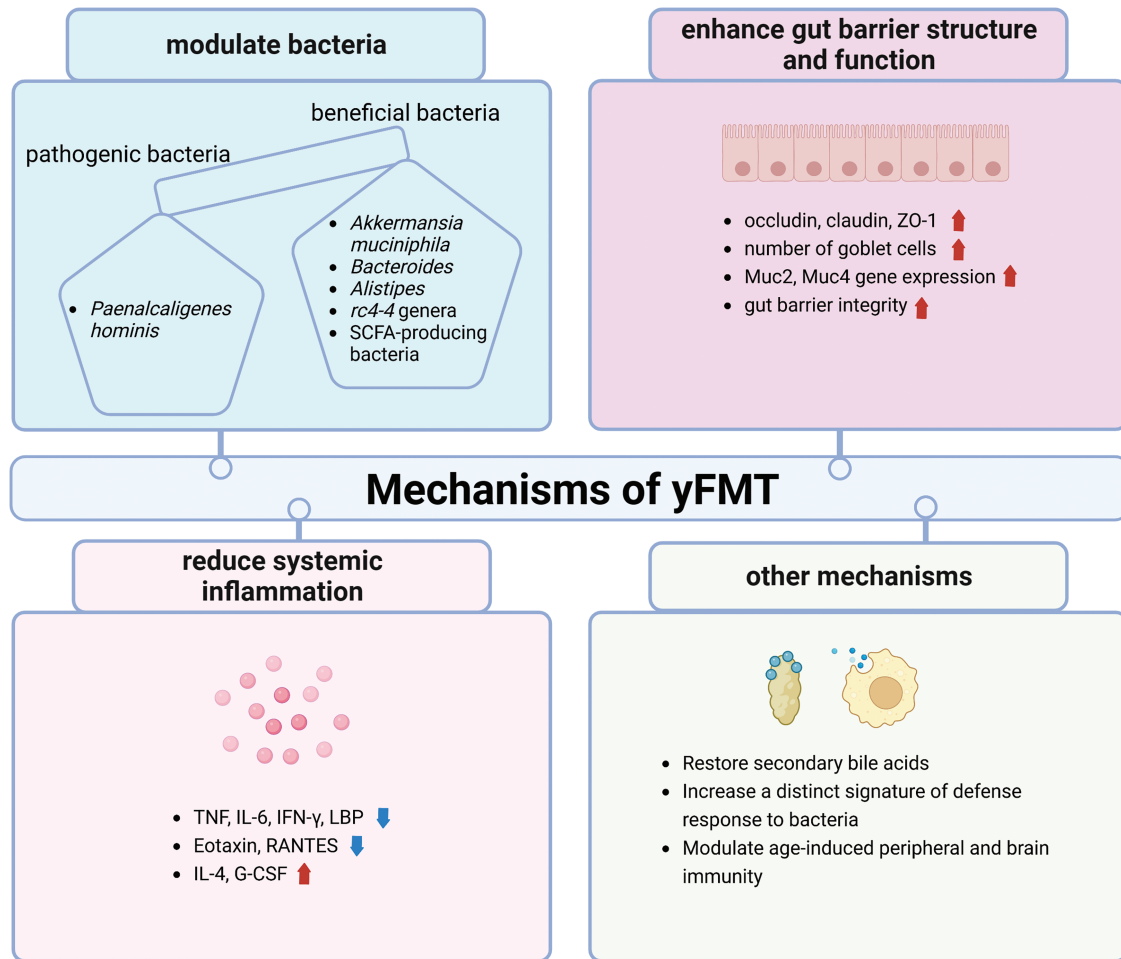 modulate bacteria
beneficial bacteria
pathogenic bacteria
• Paenalcaligenes
hominis
• Akkermansia
muciniphila
• Bacteroides
• Alistipes
• rc4-4 genera
• SCFA-producing
bacteria
enhance gut barrier structure
and function
• occludin, claudin, ZO-1
• number of goblet cells
• Muc2, Muc4 gene expression
• gut barrier integrity
Mechanisms of yFMT
reduce systemic
inflammation
• TNF, IL-6, IFN-γ, LBP
• Eotaxin, RANTES
• IL-4, G-CSF
other mechanisms
• Restore secondary bile acids
• Increase a distinct signature of defense
response to bacteria
• Modulate age-induced peripheral and brain
immunity